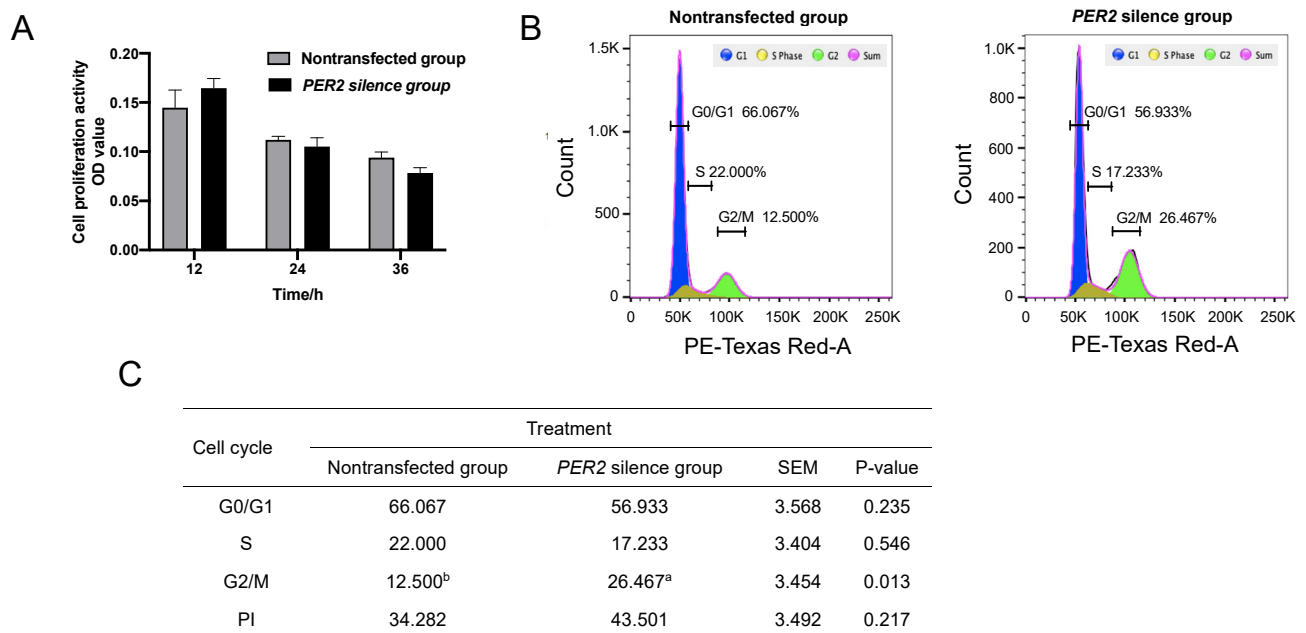 A
Cell proliferation activity
OD value
0.20
0.15
0.10
0.05
0.00
Nontransfected group
PER2 silence group
12
24
36
Time/h
B
Nontransfected group
G1 S Phase G2 Sum
Count
1.5K
1.0K
500
0
G0/G1 66.067%
S 22.000%
G2/M 12.500%
0 50K 100K 150K 200K 250K
PE-Texas Red-A
PER2 silence group
G1 S Phase G2 Sum
Count
1.0K
800
600
400
200
0
G0/G1 56.933%
S 17.233%
G2/M 26.467%
0 50K 100K 150K 200K 250K
PE-Texas Red-A
C
Cell cycle
Treatment
Nontransfected group PER2 silence group SEM P-value
G0/G1 66.067 56.933 3.568 0.235
S 22.000 17.233 3.404 0.546
G2/M 12.500ᵇ 26.467ᵃ 3.454 0.013
PI 34.282 43.501 3.492 0.217